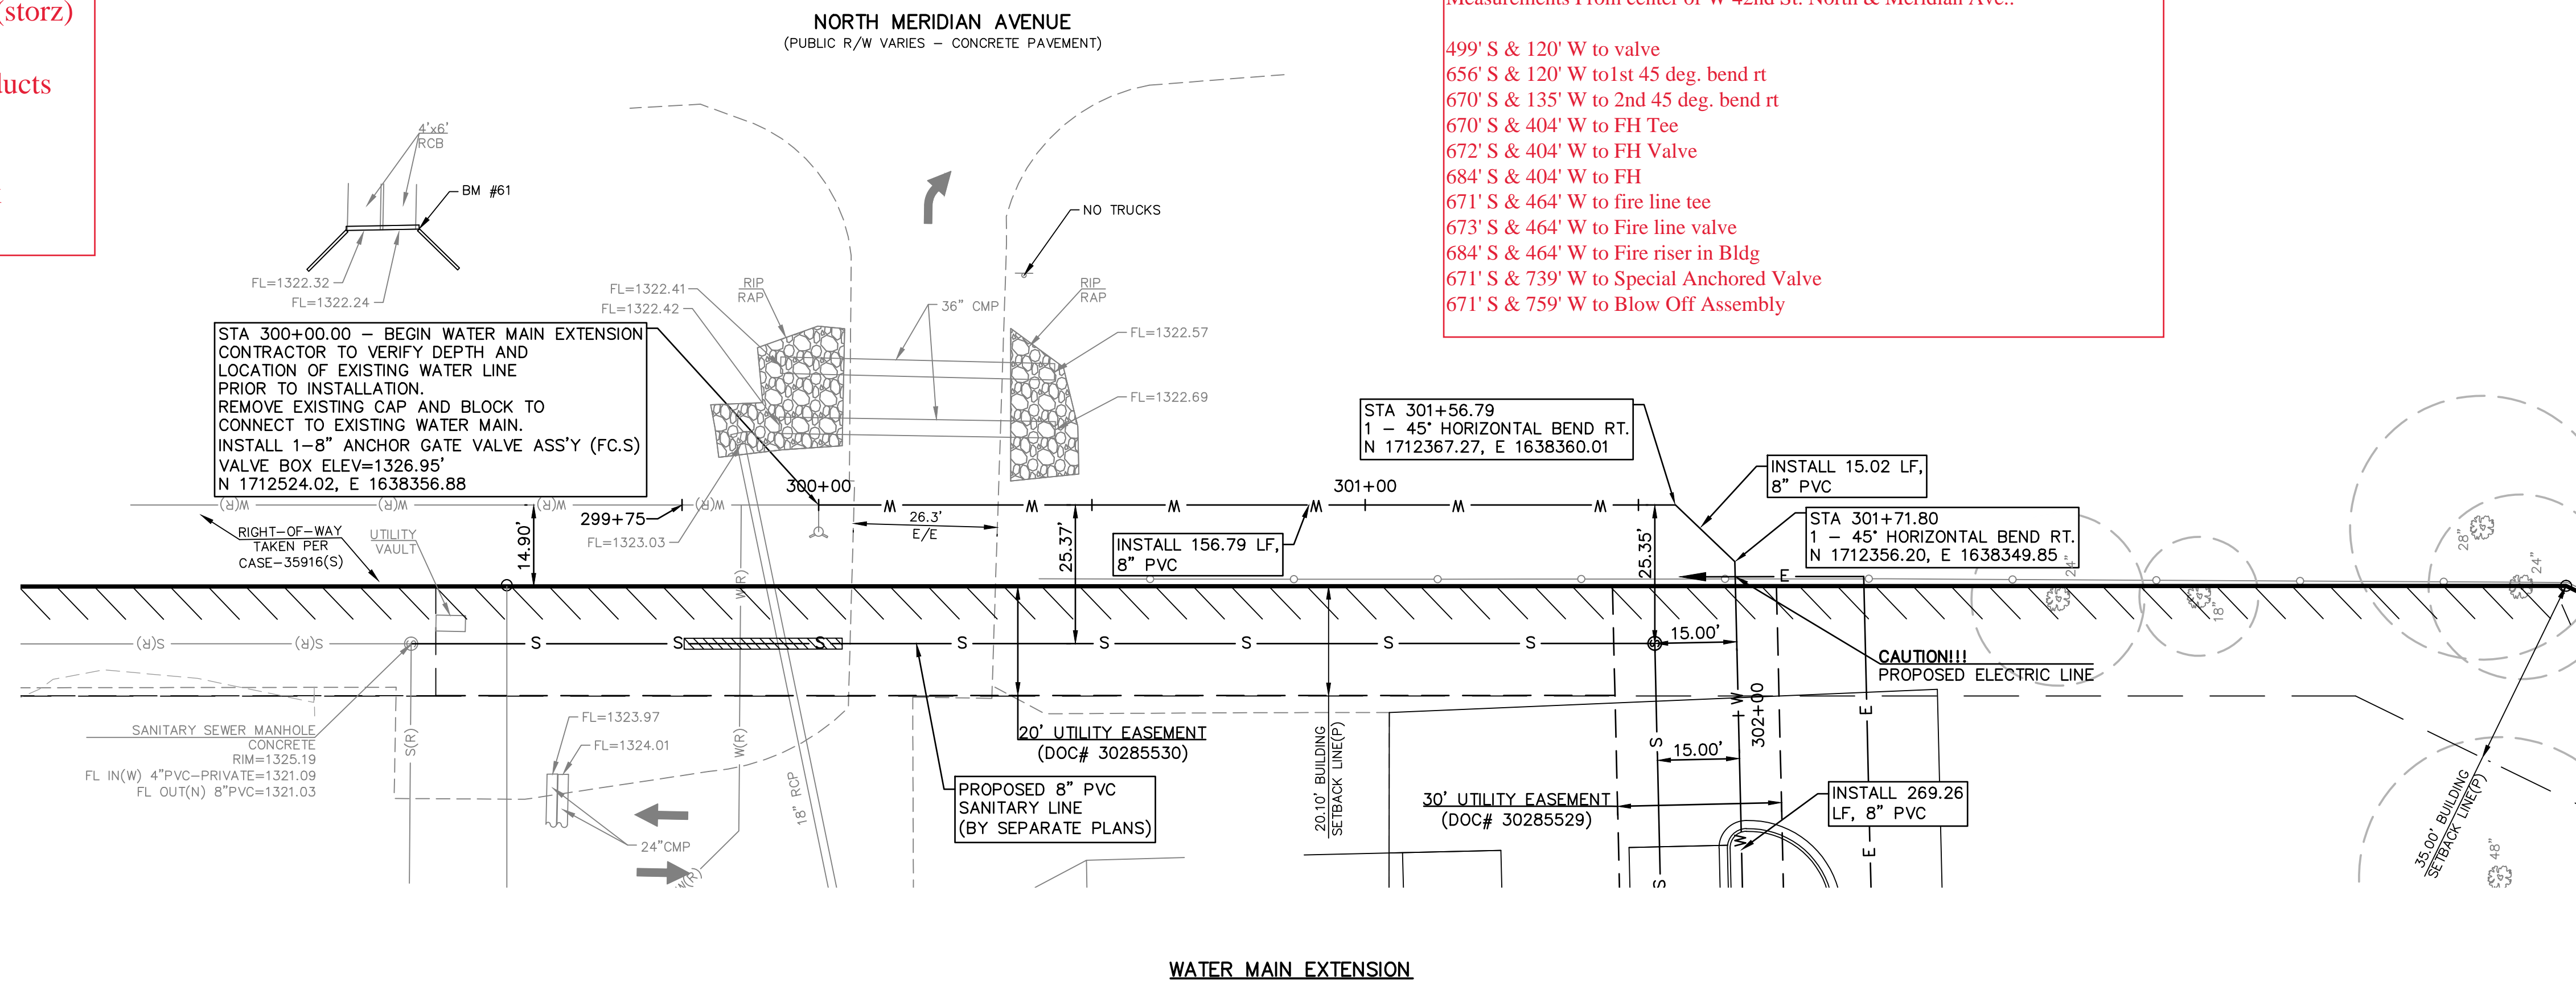 (storz)
ducts
NORTH MERIDIAN AVENUE
(PUBLIC R/W VARIES – CONCRETE PAVEMENT)
Measurements From center of W 42nd St. North & Meridian Ave.:
499' S & 120' W to valve
656' S & 120' W to1st 45 deg. bend rt
670' S & 135' W to 2nd 45 deg. bend rt
670' S & 404' W to FH Tee
672' S & 404' W to FH Valve
684' S & 404' W to FH
671' S & 464' W to fire line tee
673' S & 464' W to Fire line valve
684' S & 464' W to Fire riser in Bldg
671' S & 739' W to Special Anchored Valve
671' S & 759' W to Blow Off Assembly
4'x6'
RCB
BM #61
FL=1322.32
FL=1322.24
NO TRUCKS
FL=1322.41
FL=1322.42
RIP
RAP
36" CMP
RIP
RAP
FL=1322.57
FL=1322.69
STA 300+00.00 – BEGIN WATER MAIN EXTENSION
CONTRACTOR TO VERIFY DEPTH AND
LOCATION OF EXISTING WATER LINE
PRIOR TO INSTALLATION.
REMOVE EXISTING CAP AND BLOCK TO
CONNECT TO EXISTING WATER MAIN.
INSTALL 1–8" ANCHOR GATE VALVE ASS'Y (FC.S)
VALVE BOX ELEV=1326.95'
N 1712524.02, E 1638356.88
STA 301+56.79
1 – 45° HORIZONTAL BEND RT.
N 1712367.27, E 1638360.01
INSTALL 15.02 LF,
8" PVC
STA 301+71.80
1 – 45° HORIZONTAL BEND RT.
N 1712356.20, E 1638349.85
W(R)
W(R)
W(R)
W(R)
299+75
300+00
W
W
W
W
W
W
301+00
FL=1323.03
26.3'
E/E
14.90'
25.37'
25.35'
INSTALL 156.79 LF,
8" PVC
RIGHT-OF-WAY
TAKEN PER
CASE-35916(S)
UTILITY
VAULT
W(R)
E
28"
24"
24"
18"
S(R)
S(R)
S
S
S
S
S
S
S
S
S
15.00'
CAUTION!!!
PROPOSED ELECTRIC LINE
SANITARY SEWER MANHOLE
CONCRETE
RIM=1325.19
FL IN(W) 4"PVC-PRIVATE=1321.09
FL OUT(N) 8"PVC=1321.03
S(R)
FL=1323.97
FL=1324.01
24"CMP
W(R)
W(R)
18" RCP
20' UTILITY EASEMENT
(DOC# 30285530)
PROPOSED 8" PVC
SANITARY LINE
(BY SEPARATE PLANS)
20.10' BUILDING
SETBACK LINE(P)
30' UTILITY EASEMENT
(DOC# 30285529)
S
S
15.00'
W
302+00
W
E
E
INSTALL 269.26
LF, 8" PVC
35.00' BUILDING
SETBACK LINE(P)
48"
WATER MAIN EXTENSION